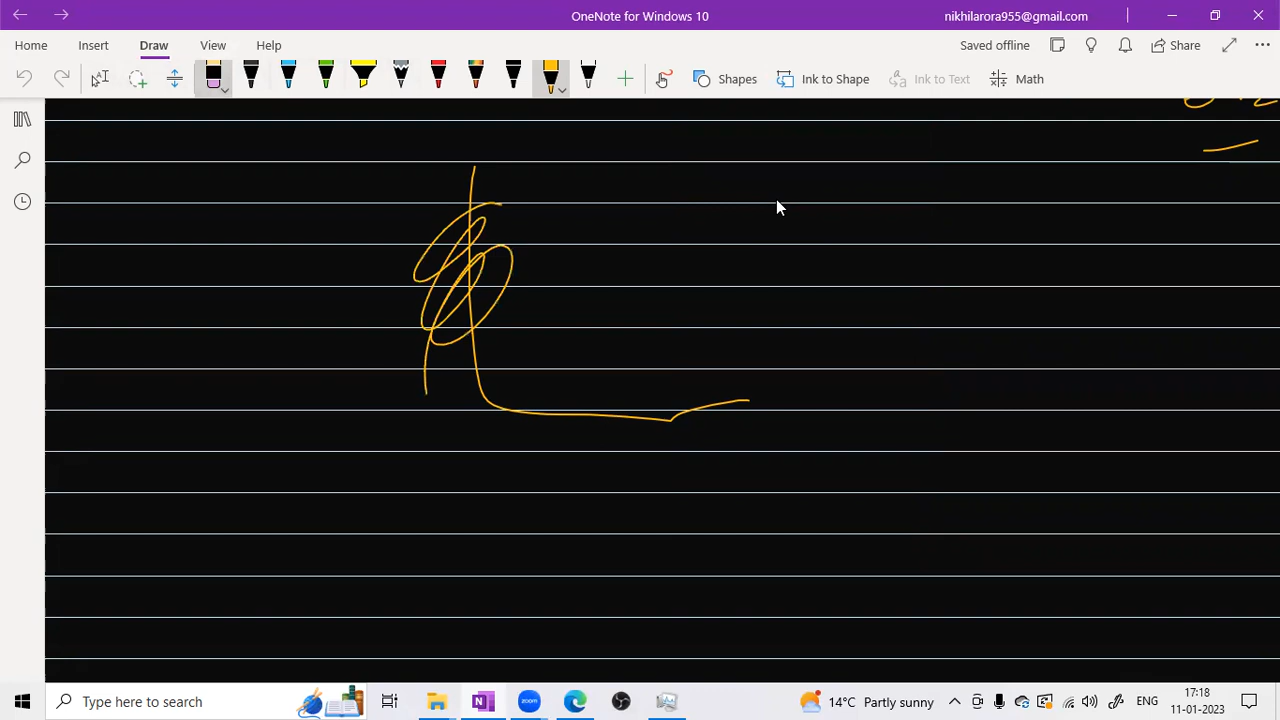 OneNote for Windows 10
nikhilarora955@gmail.com
Home Insert Draw View Help
Saved offline
Share
Shapes
Ink to Shape
Ink to Text
Math
Type here to search
zoom
14°C Partly sunny
ENG
17:18
11-01-2023